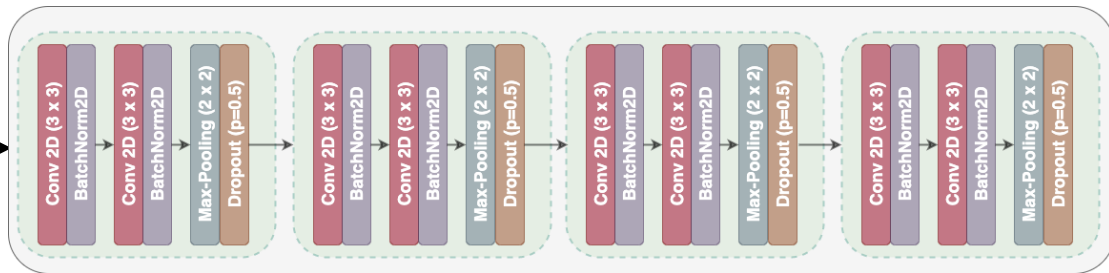 Conv 2D (3 x 3)
BatchNorm2D
Conv 2D (3 x 3)
BatchNorm2D
Max-Pooling (2 x 2)
Dropout (p=0.5)
Conv 2D (3 x 3)
BatchNorm2D
Conv 2D (3 x 3)
BatchNorm2D
Max-Pooling (2 x 2)
Dropout (p=0.5)
Conv 2D (3 x 3)
BatchNorm2D
Conv 2D (3 x 3)
BatchNorm2D
Max-Pooling (2 x 2)
Dropout (p=0.5)
Conv 2D (3 x 3)
BatchNorm2D
Conv 2D (3 x 3)
BatchNorm2D
Max-Pooling (2 x 2)
Dropout (p=0.5)